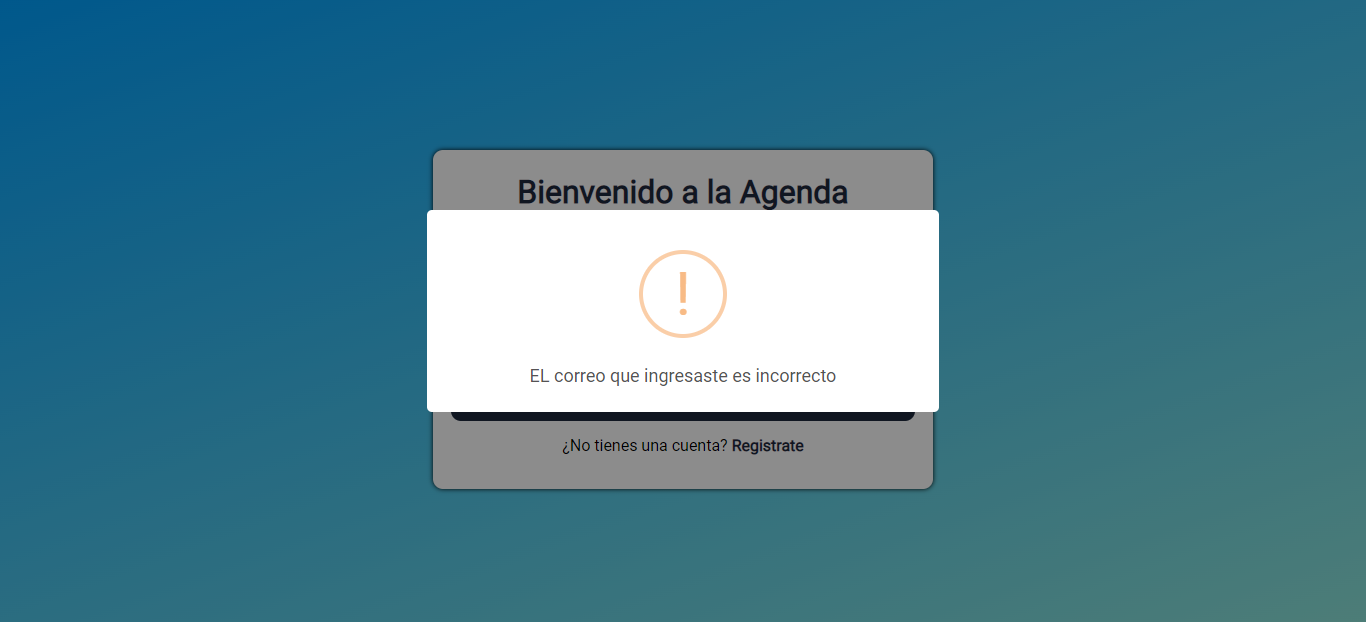 Bienvenido a la Agenda
!
EL correo que ingresaste es incorrecto
¿No tienes una cuenta? Registrate